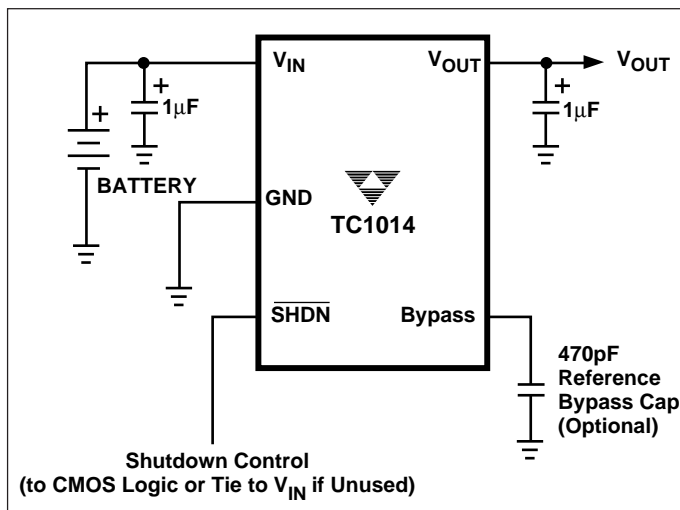 V_IN
V_OUT
V_OUT
+
1µF
+
1µF
+
BATTERY
GND
TC1014
SHDN
Bypass
470pF
Reference
Bypass Cap
(Optional)
Shutdown Control
(to CMOS Logic or Tie to V_IN if Unused)